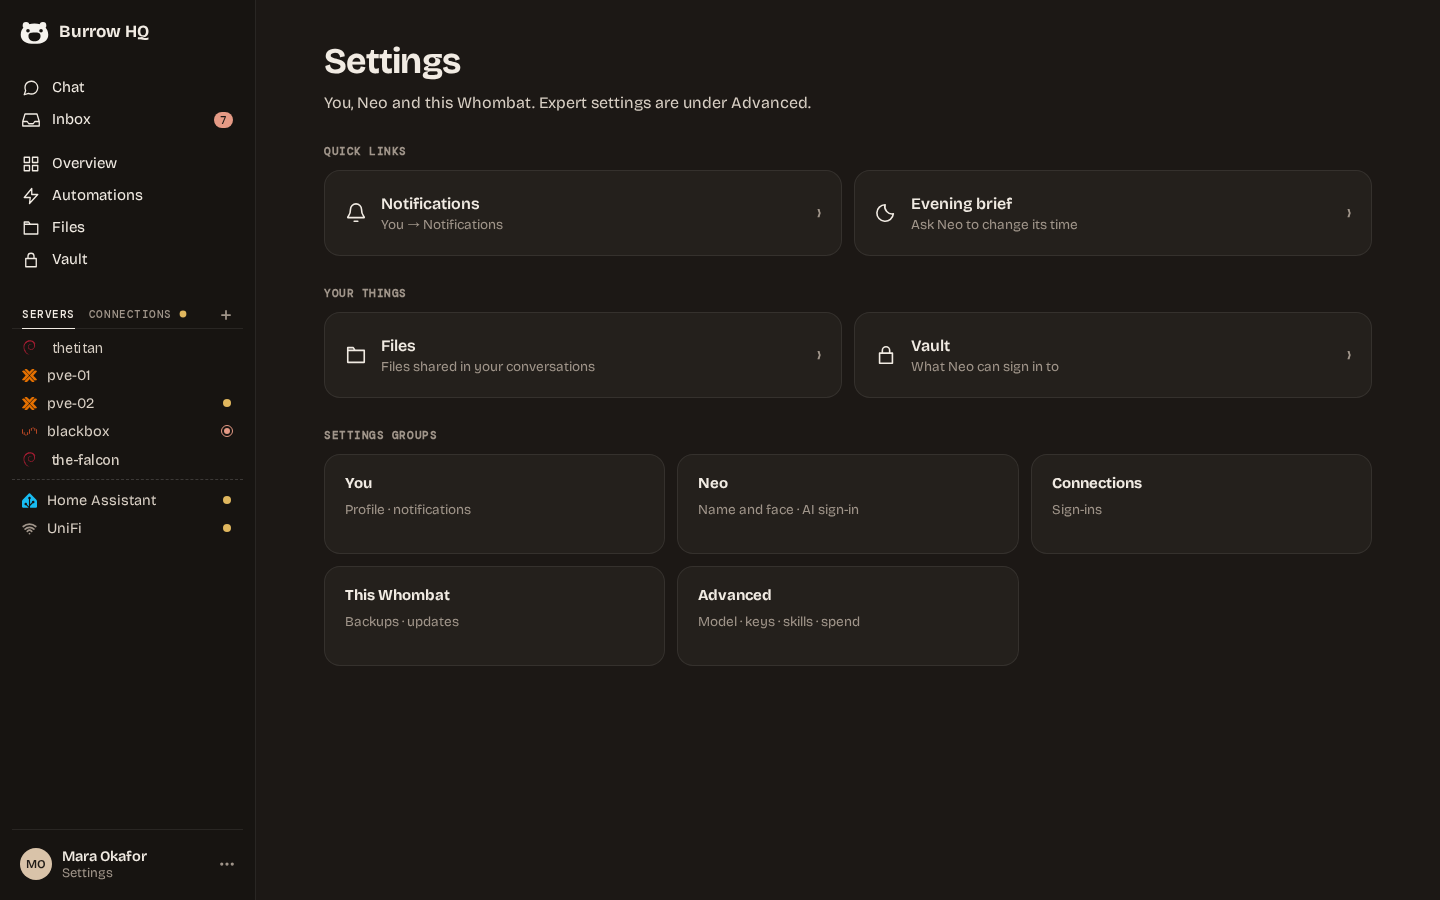 Burrow HQ
Chat
Inbox 7
Overview
Automations
Files
Vault
SERVERS CONNECTIONS +
thetitan
pve-01
pve-02
blackbox
the-falcon
Home Assistant
UniFi
MO
Mara Okafor
Settings
Settings
You, Neo and this Whombat. Expert settings are under Advanced.
QUICK LINKS
Notifications
You → Notifications
Evening brief
Ask Neo to change its time
YOUR THINGS
Files
Files shared in your conversations
Vault
What Neo can sign in to
SETTINGS GROUPS
You
Profile · notifications
Neo
Name and face · AI sign-in
Connections
Sign-ins
This Whombat
Backups · updates
Advanced
Model · keys · skills · spend